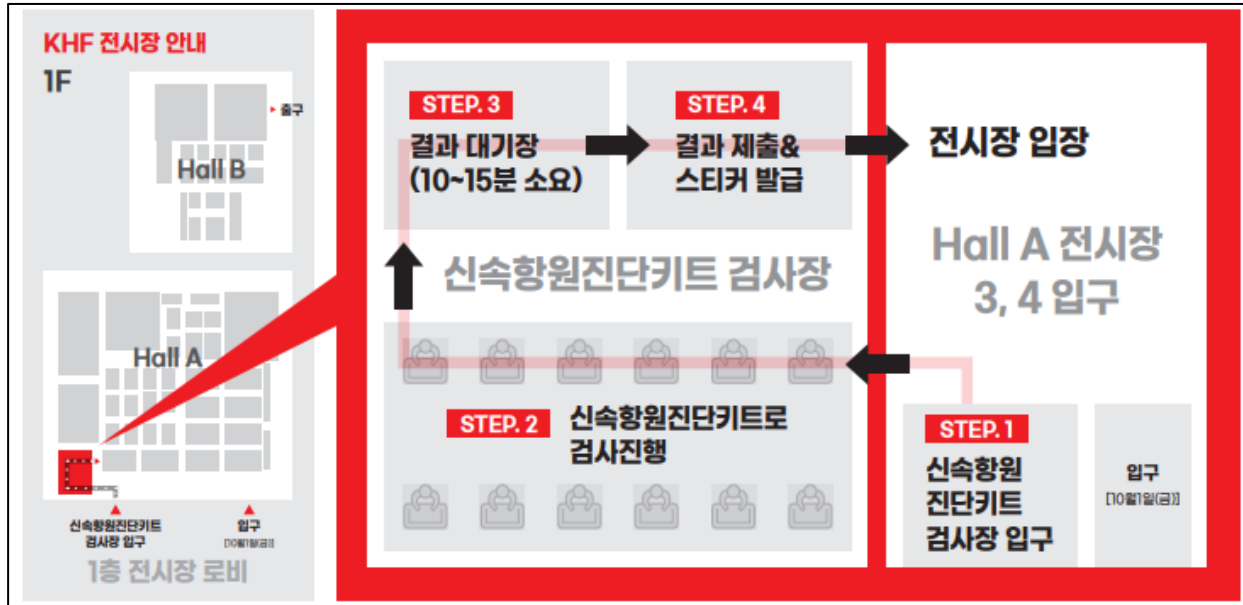 KHF 전시장 안내
1F
출구
Hall B
Hall A
신속항원진단키트
검사장 입구
입구
[10월1일(금)]
1층 전시장 로비
STEP. 3
결과 대기장
(10~15분 소요)
STEP. 4
결과 제출&
스티커 발급
전시장 입장
신속항원진단키트 검사장
Hall A 전시장
3, 4 입구
STEP. 2
신속항원진단키트로
검사진행
STEP. 1
신속항원
진단키트
검사장 입구
입구
[10월1일(금)]